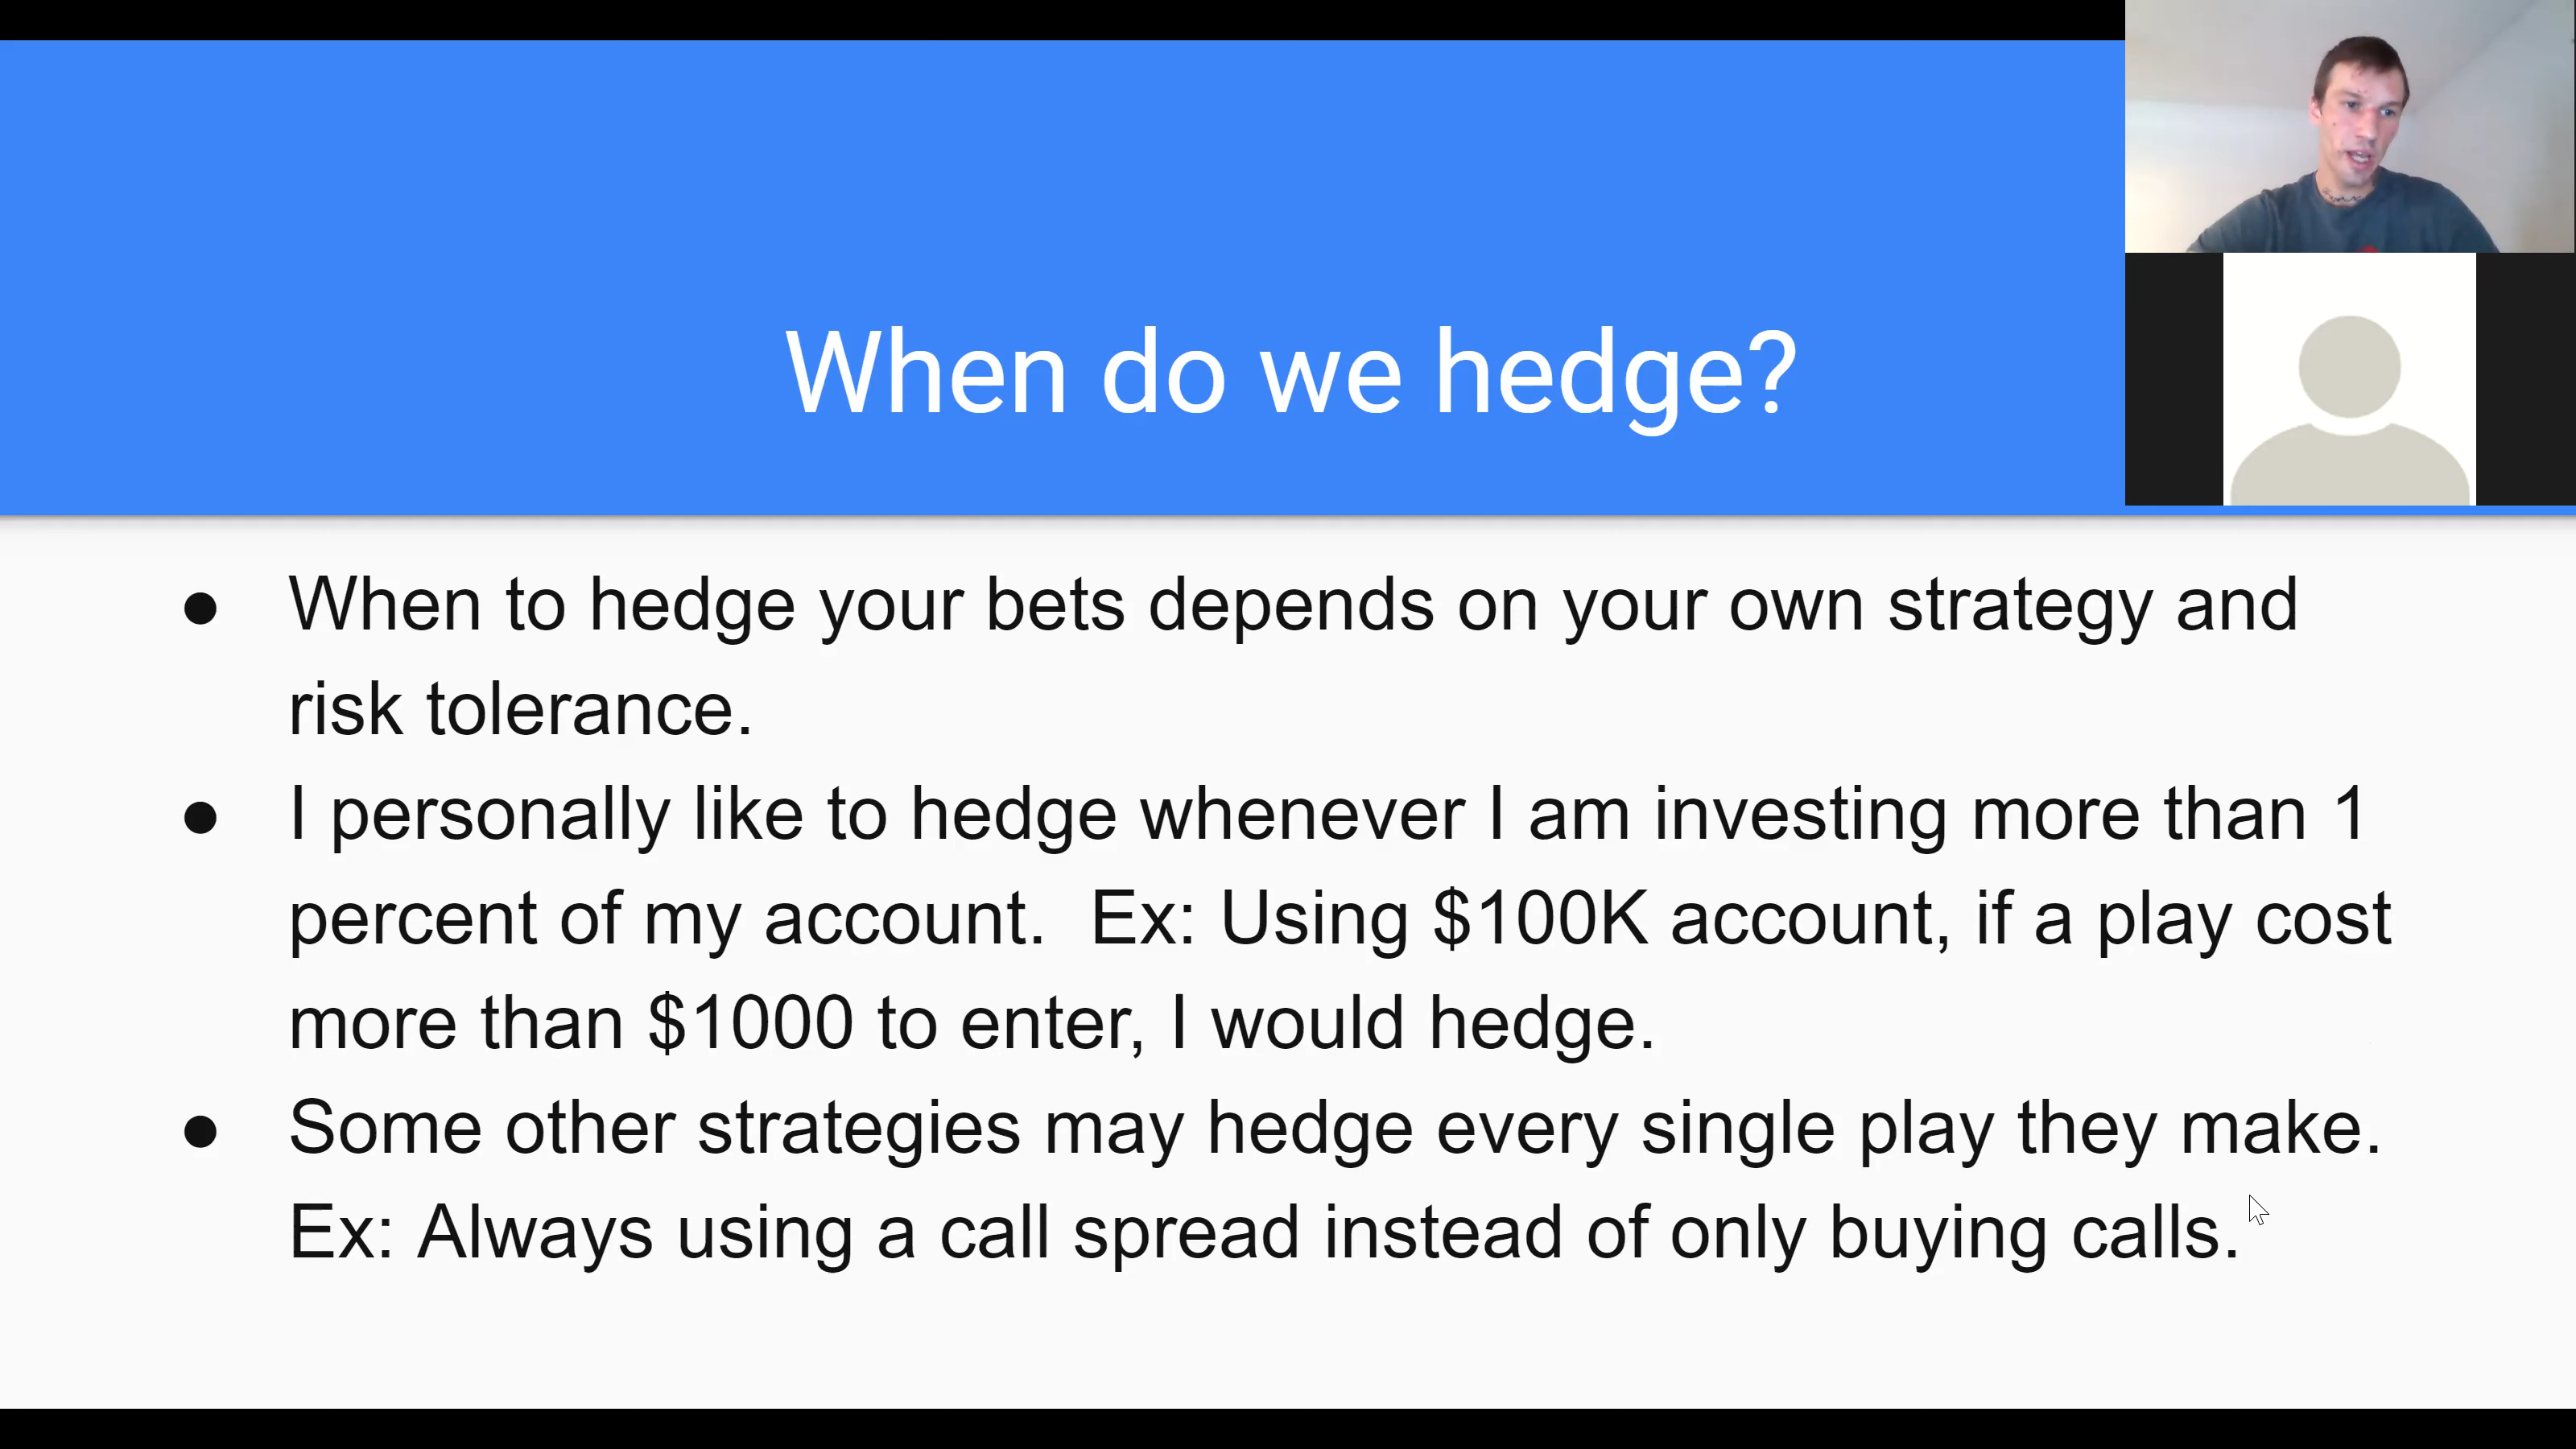 When do we hedge?
● When to hedge your bets depends on your own strategy and
risk tolerance.
● I personally like to hedge whenever I am investing more than 1
percent of my account.  Ex: Using $100K account, if a play cost
more than $1000 to enter, I would hedge.
● Some other strategies may hedge every single play they make.
Ex: Always using a call spread instead of only buying calls.